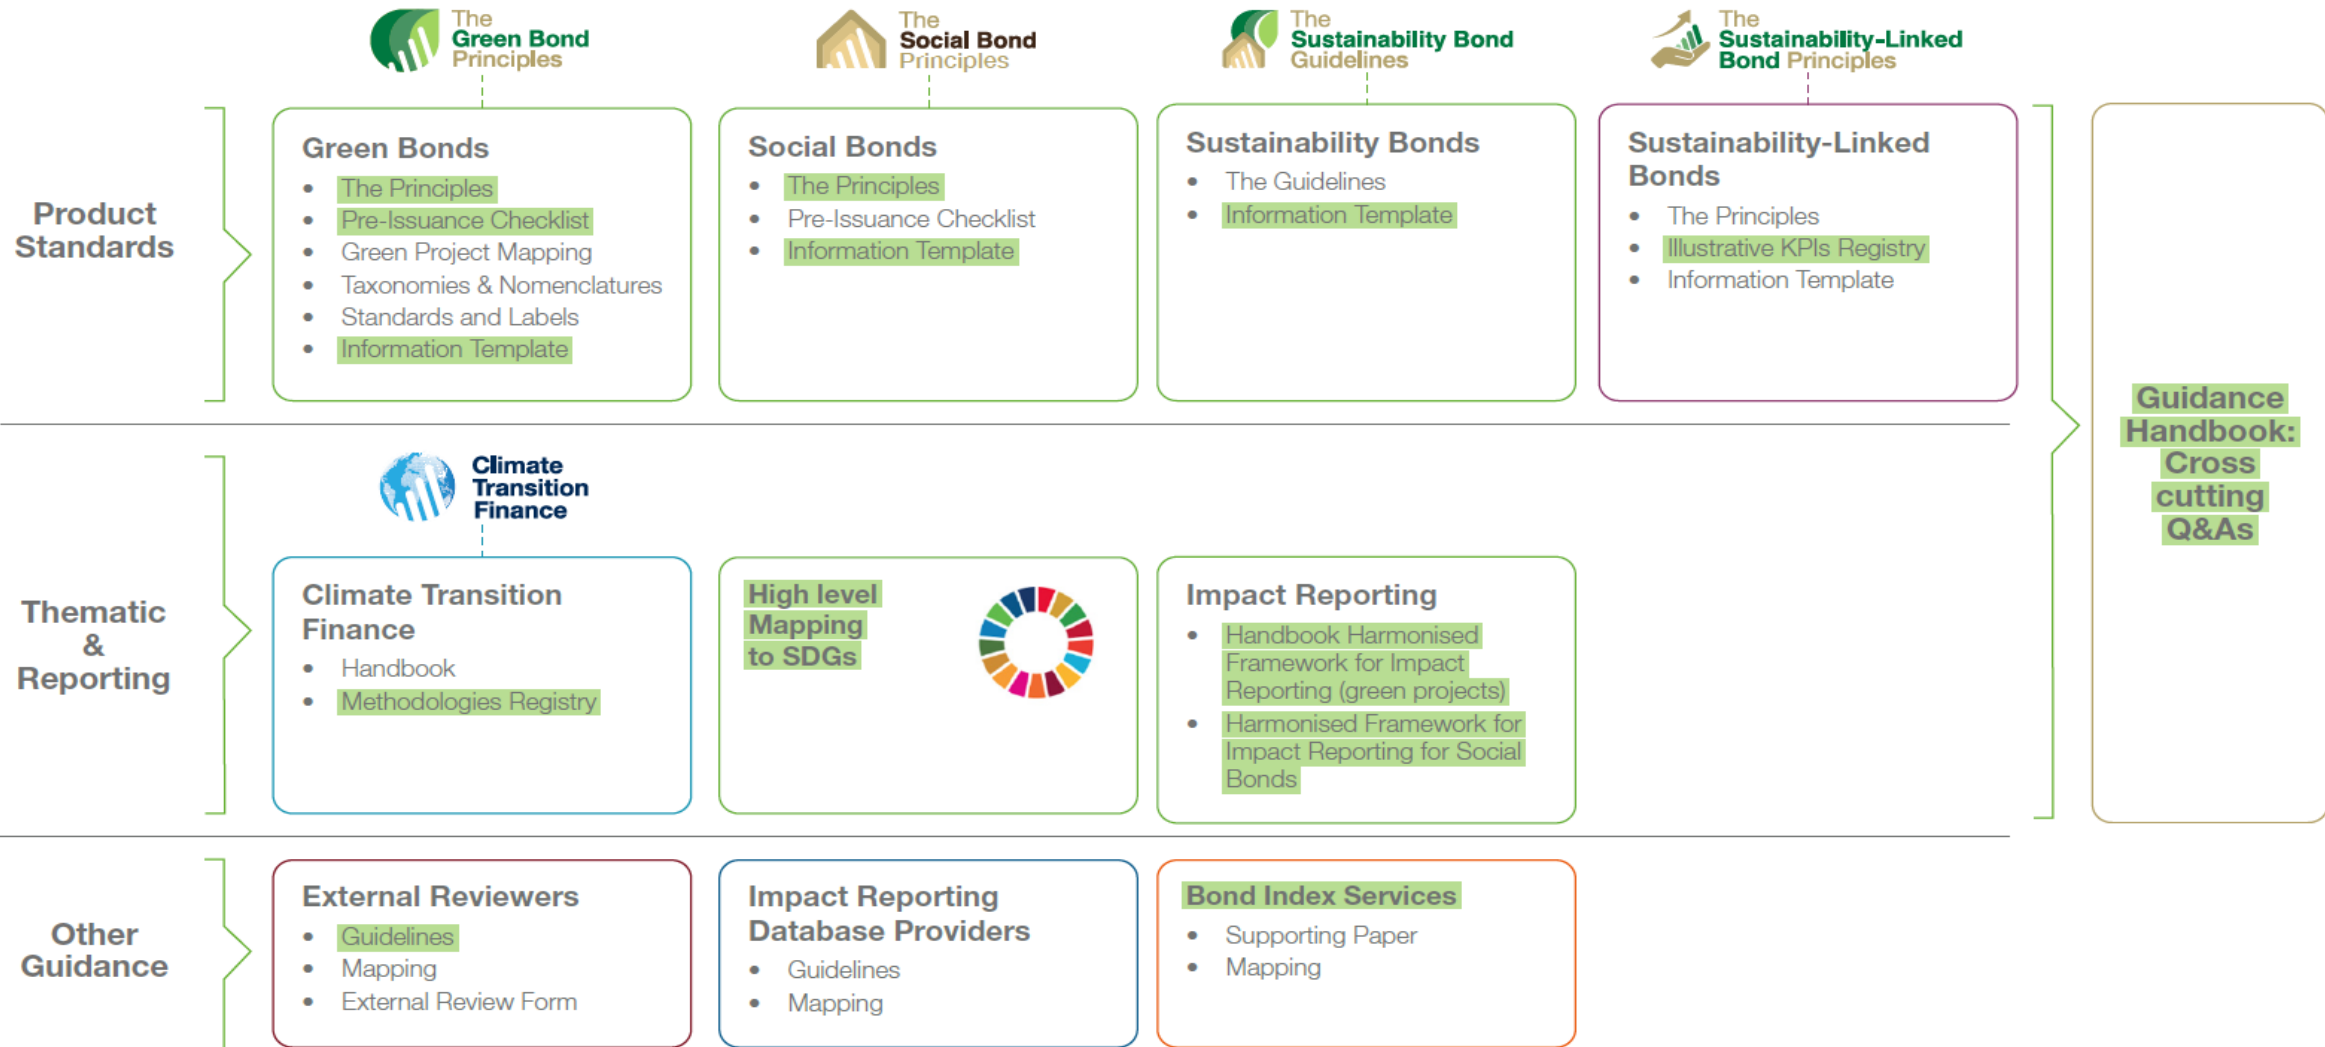 The
Green Bond
Principles
The
Social Bond
Principles
The
Sustainability Bond
Guidelines
The
Sustainability-Linked
Bond Principles
Product
Standards
Green Bonds
• The Principles
• Pre-Issuance Checklist
• Green Project Mapping
• Taxonomies & Nomenclatures
• Standards and Labels
• Information Template
Social Bonds
• The Principles
• Pre-Issuance Checklist
• Information Template
Sustainability Bonds
• The Guidelines
• Information Template
Sustainability-Linked
Bonds
• The Principles
• Illustrative KPIs Registry
• Information Template
Guidance
Handbook:
Cross
cutting
Q&As
Thematic
&
Reporting
Climate
Transition
Finance
Climate Transition
Finance
• Handbook
• Methodologies Registry
High level
Mapping
to SDGs
Impact Reporting
• Handbook Harmonised
Framework for Impact
Reporting (green projects)
• Harmonised Framework for
Impact Reporting for Social
Bonds
Other
Guidance
External Reviewers
• Guidelines
• Mapping
• External Review Form
Impact Reporting
Database Providers
• Guidelines
• Mapping
Bond Index Services
• Supporting Paper
• Mapping